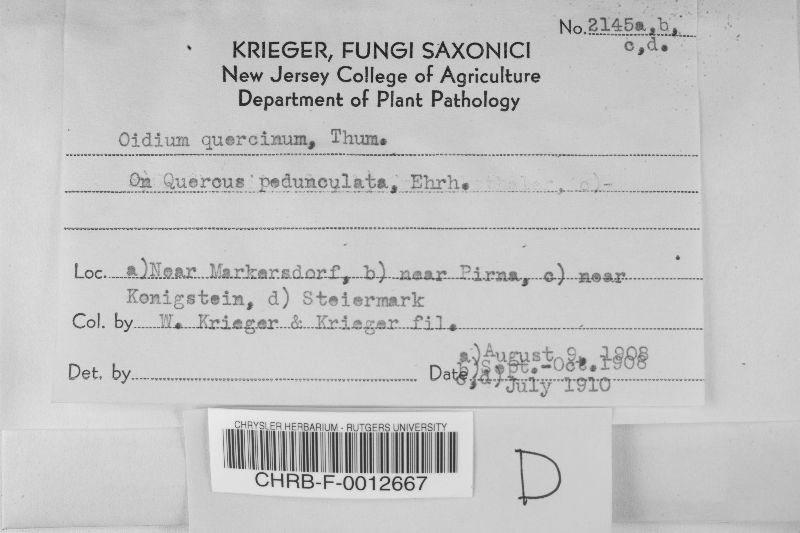 No. 2145a,b,
c,d.
KRIEGER, FUNGI SAXONICI
New Jersey College of Agriculture
Department of Plant Pathology
Oidium quercinum, Thum.
On Quercus pedunculata, Ehrh.
Loc. a)Near Markersdorf, b) near Pirna, c) near
Konigstein, d) Steiermark
Col. by W. Krieger & Krieger fil.
a)August 9, 1908
Det. by Date b)Sept.-Oct.1908
c,d) July 1910
CHRYSLER HERBARIUM - RUTGERS UNIVERSITY
CHRB-F-0012667
D